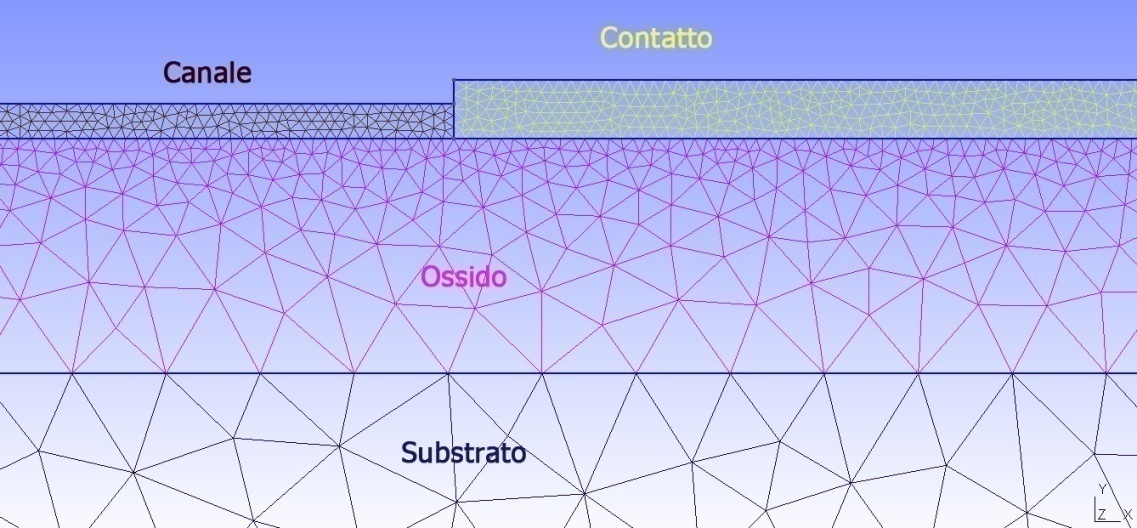 Contatto
Canale
Ossido
Substrato
Y
Z X